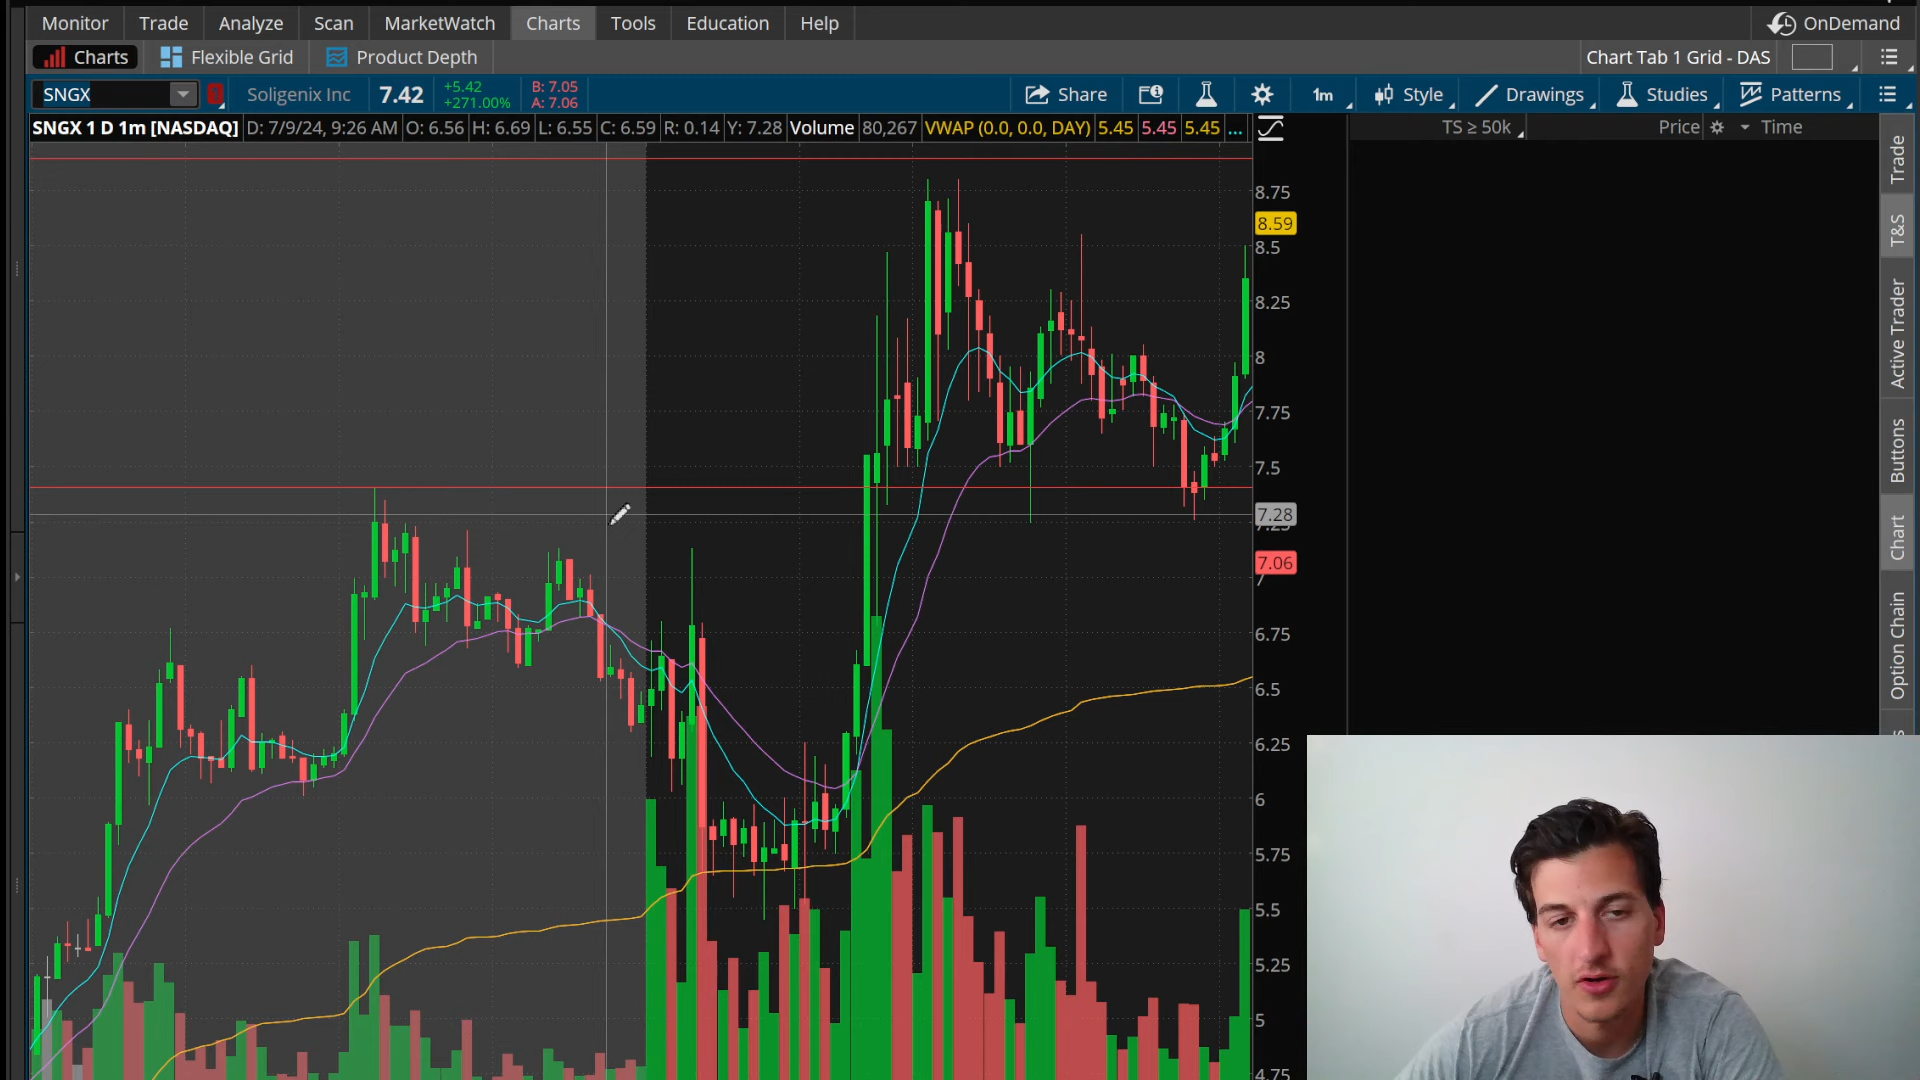 Monitor Trade Analyze Scan MarketWatch Charts Tools Education Help OnDemand
Charts Flexible Grid Product Depth Chart Tab 1 Grid - DAS
SNGX Soligenix Inc 7.42 +5.42 +271.00% B: 7.05 A: 7.06 Share 1m Style Drawings Studies Patterns
SNGX 1 D 1m [NASDAQ] D: 7/9/24, 9:26 AM O: 6.56 H: 6.69 L: 6.55 C: 6.59 R: 0.14 Y: 7.28 Volume 80,267 VWAP (0.0, 0.0, DAY) 5.45 5.45 5.45 ... TS ≥ 50k Price Time
8.75
8.59
8.5
8.25
8
7.75
7.5
7.28
7.25
7.06
7
6.75
6.5
6.25
6
5.75
5.5
5.25
5
4.75
Trade
T&S
Active Trader
Buttons
Chart
Option Chain